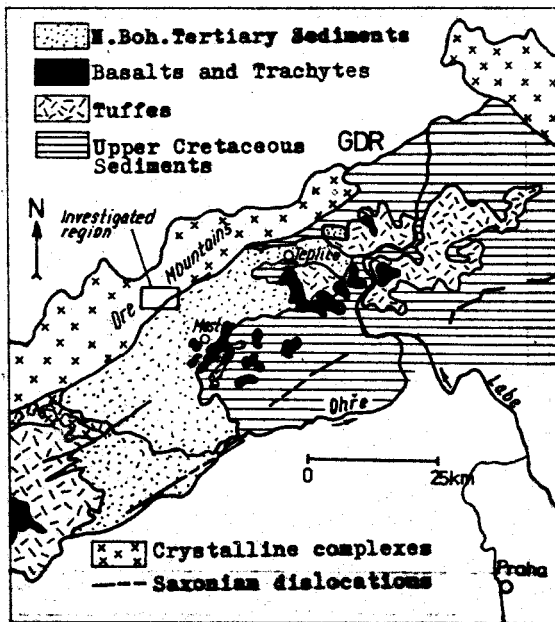 N.Boh.Tertiary Sediments
Basalts and Trachytes
Tuffes
Upper Cretaceous
Sediments
GDR
N
Investigated
region
Ore Mountains
Teplice
Most
Ohře
Labe
0 25km
Crystalline complexes
Saxonian dislocations
Praha